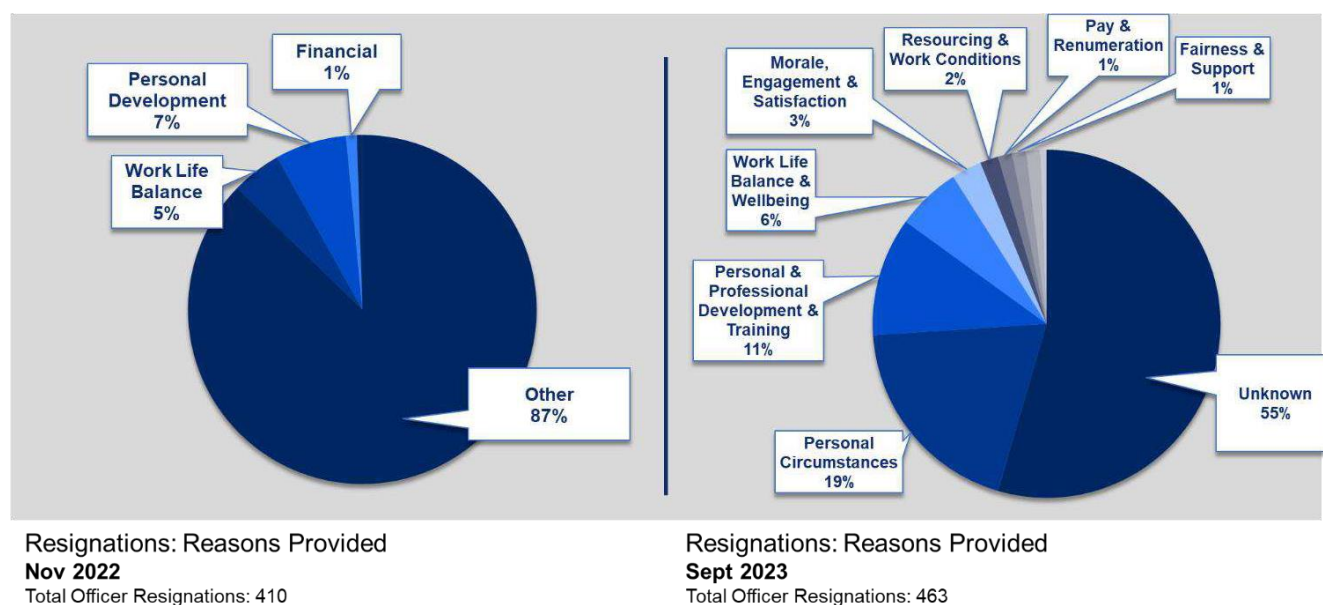 Financial
1%
Personal
Development
7%
Work Life
Balance
5%
Other
87%
Resourcing &
Work Conditions
2%
Pay &
Renumeration
1%
Fairness &
Support
1%
Morale,
Engagement &
Satisfaction
3%
Work Life
Balance &
Wellbeing
6%
Personal &
Professional
Development &
Training
11%
Personal
Circumstances
19%
Unknown
55%
Resignations: Reasons Provided
Nov 2022
Total Officer Resignations: 410
Resignations: Reasons Provided
Sept 2023
Total Officer Resignations: 463